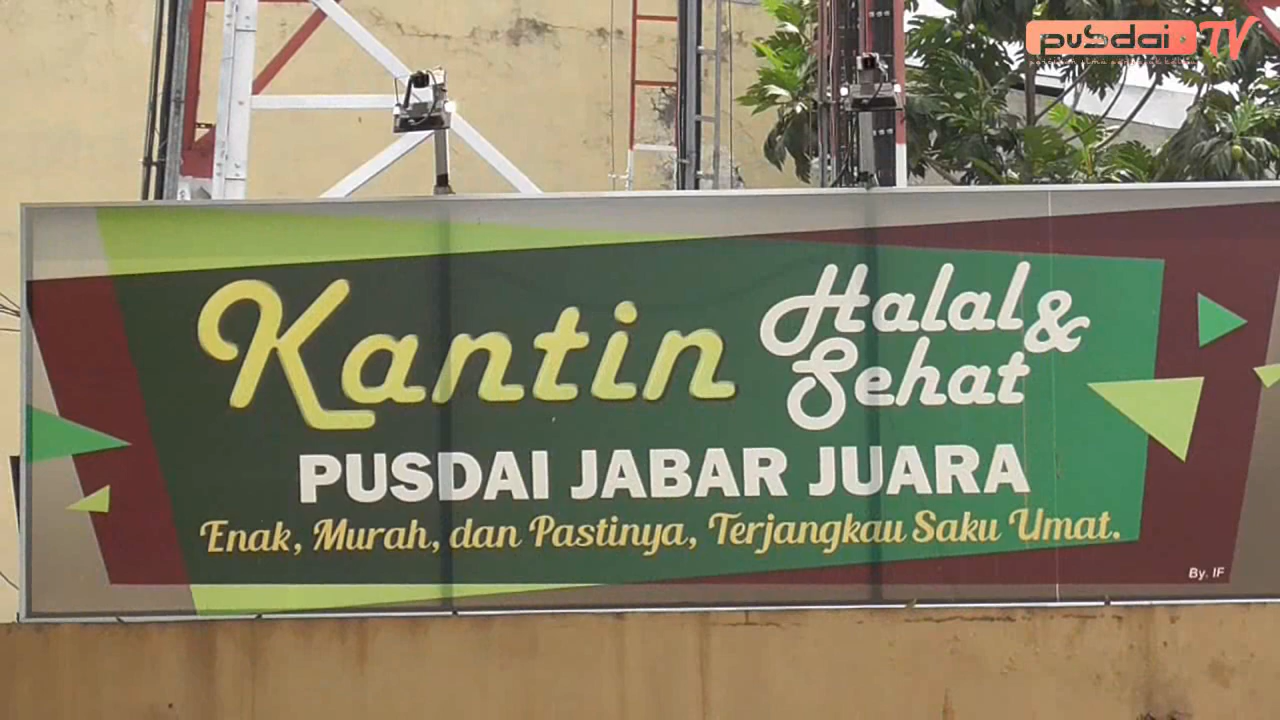 pusdai TV
Kantin Halal & Sehat
PUSDAI JABAR JUARA
Enak, Murah, dan Pastinya, Terjangkau Saku Umat.
By. IF